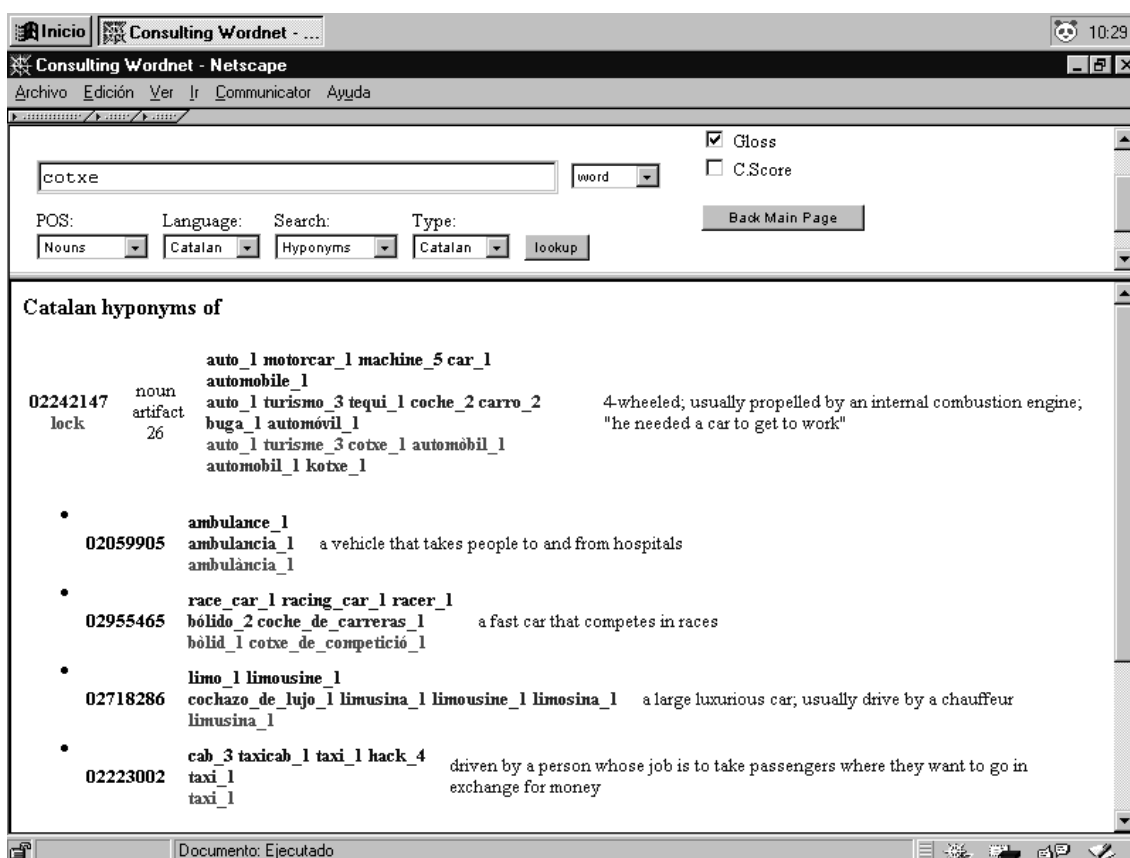 Inicio Consulting Wordnet - ... 10:29
Consulting Wordnet - Netscape
Archivo Edición Ver Ir Communicator Ayuda
Gloss
cotxe word C.Score
POS: Language: Search: Type: Back Main Page
Nouns Catalan Hyponyms Catalan lookup
Catalan hyponyms of
auto_1 motorcar_1 machine_5 car_1
automobile_1
02242147 noun auto_1 turismo_3 tequi_1 coche_2 carro_2 4-wheeled; usually propelled by an internal combustion engine;
lock artifact buga_1 automóvil_1 "he needed a car to get to work"
26 auto_1 turisme_3 cotxe_1 automòbil_1
automobil_1 kotxe_1
ambulance_1
02059905 ambulancia_1 a vehicle that takes people to and from hospitals
ambulància_1
race_car_1 racing_car_1 racer_1
02955465 bólido_2 coche_de_carreras_1 a fast car that competes in races
bòlid_1 cotxe_de_competició_1
limo_1 limousine_1
02718286 cochazo_de_lujo_1 limusina_1 limousine_1 limosina_1 a large luxurious car; usually drive by a chauffeur
limusina_1
cab_3 taxicab_1 taxi_1 hack_4
02223002 taxi_1 driven by a person whose job is to take passengers where they want to go in
taxi_1 exchange for money
Documento: Ejecutado